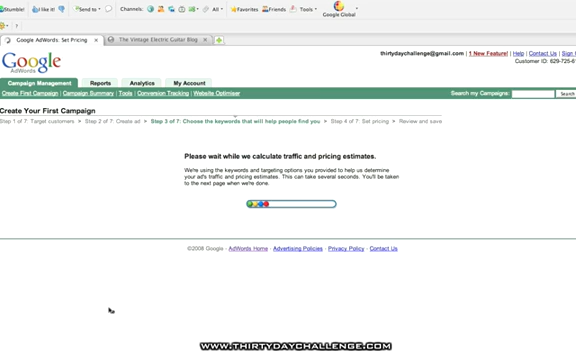 Stumble! I like it! Send to Channels: All Favorites Friends Tools Google Global
Google AdWords: Set Pricing The Vintage Electric Guitar Blog
thirtydaychallenge@gmail.com | 1 New Feature! | Help | Contact Us | Sign
Google AdWords
Customer ID: 629-725-6
Campaign Management Reports Analytics My Account
Create First Campaign | Campaign Summary | Tools | Conversion Tracking | Website Optimiser
Search my Campaigns: Search
Create Your First Campaign
Step 1 of 7: Target customers > Step 2 of 7: Create ad > Step 3 of 7: Choose the keywords that will help people find you > Step 4 of 7: Set pricing > Review and save
Please wait while we calculate traffic and pricing estimates.
We're using the keywords and targeting options you provided to help us determine
your ad's traffic and pricing estimates. This can take several seconds. You'll be taken
to the next page when we're done.
©2008 Google - AdWords Home - Advertising Policies - Privacy Policy - Contact Us
WWW.THIRTYDAYCHALLENGE.COM